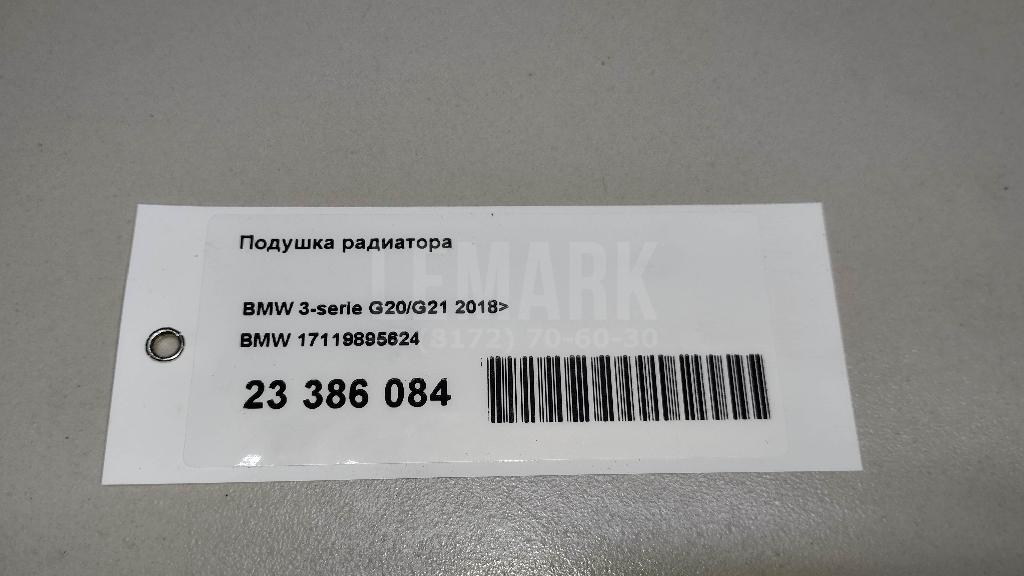 Подушка радиатора
LEMARK
BMW 3-serie G20/G21 2018>
(8172) 70-60-30
BMW 17119895624
23 386 084